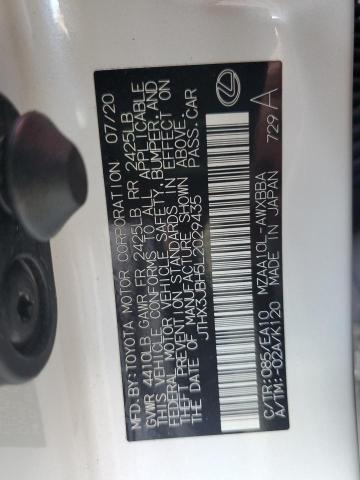 MFD. BY: TOYOTA MOTOR CORPORATION 07/20
GVWR 4410LB GAWR FR 2425LB RR 2425LB
THIS VEHICLE CONFORMS TO ALL APPLICABLE
FEDERAL MOTOR VEHICLE SAFETY, BUMPER, AND
THEFT PREVENTION STANDARDS IN EFFECT ON
THE DATE OF MANUFACTURE SHOWN ABOVE.
JTHX3JBH5L2029435 PASS. CAR
C/TR: 085/EA10 MZAA10L-AWXBBA
A/TM: -02A/K120 MADE IN JAPAN 729 A